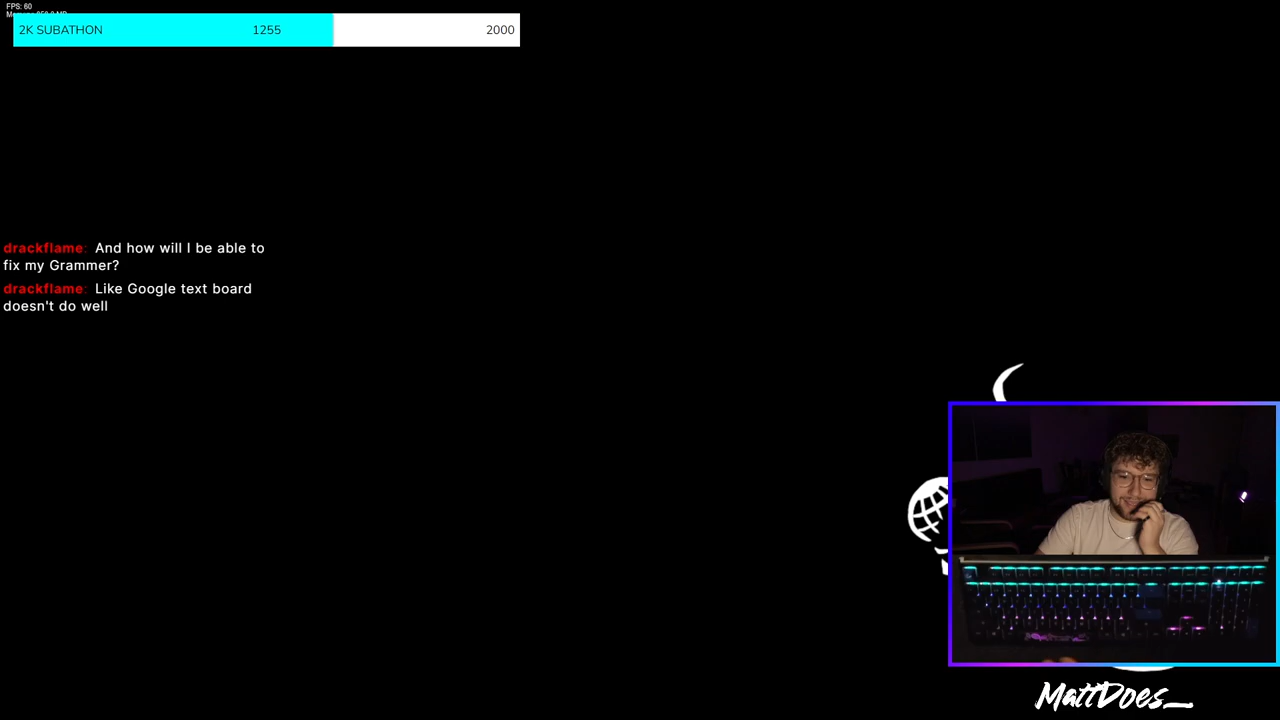 FPS: 60
2K SUBATHON 1255 2000
drackflame: And how will I be able to
fix my Grammer?
drackflame: Like Google text board
doesn't do well
MattDoes_